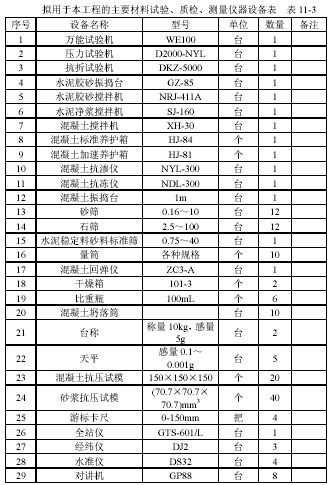 拟用于本工程的主要材料试验、质检、测量仪器设备表 表 11-3
序号 设备名称 型号 单位 数量 备注
1 万能试验机 WE100 台 1
2 压力试验机 D2000-NYL 台 1
3 抗折试验机 DKZ-5000 台 1
4 水泥胶砂振捣台 GZ-85 台 1
5 水泥胶砂搅拌机 NRJ-411A 台 1
6 水泥净浆搅拌机 SJ-160 台 1
7 混凝土搅拌机 XH-30 台 1
8 混凝土标准养护箱 HJ-84 个 1
9 混凝土加速养护箱 HJ-81 个 1
10 混凝土抗渗仪 NYL-300 台 1
11 混凝土抗冻仪 NDL-300 台 1
12 混凝土振捣台 1m 台 1
13 砂筛 0.16～10 台 12
14 石筛 2.5～100 台 12
15 水泥稳定料砂料标准筛 0.75～40 台 1
16 量筒 各种规格 个 10
17 混凝土回弹仪 ZC3-A 台 1
18 干燥箱 101-3 个 2
19 比重瓶 100mL 个 6
20 混凝土坍落筒 台 10
21 台称 称量 10kg，感量 5g 台 2
22 天平 感量 0.1～0.001g 台 5
23 混凝土抗压试模 150×150×150 个 20
24 砂浆抗压试模 (70.7×70.7×70.7)mm³ 个 40
25 游标卡尺 0-150mm 把 4
26 全站仪 GTS-601/L 台 1
27 经纬仪 DJ2 台 3
28 水准仪 DS32 台 4
29 对讲机 GP88 台 8